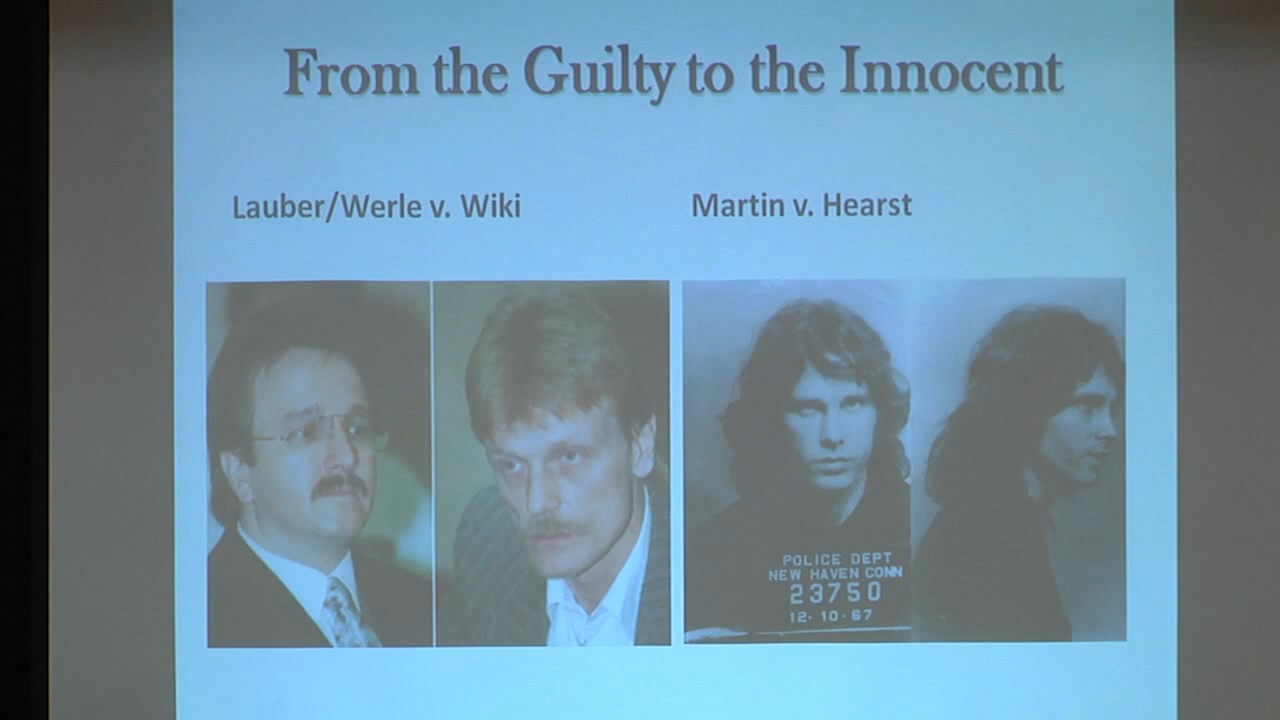 From the Guilty to the Innocent
Lauber/Werle v. Wiki
Martin v. Hearst
POLICE DEPT
NEW HAVEN CONN
23750
12·10·67